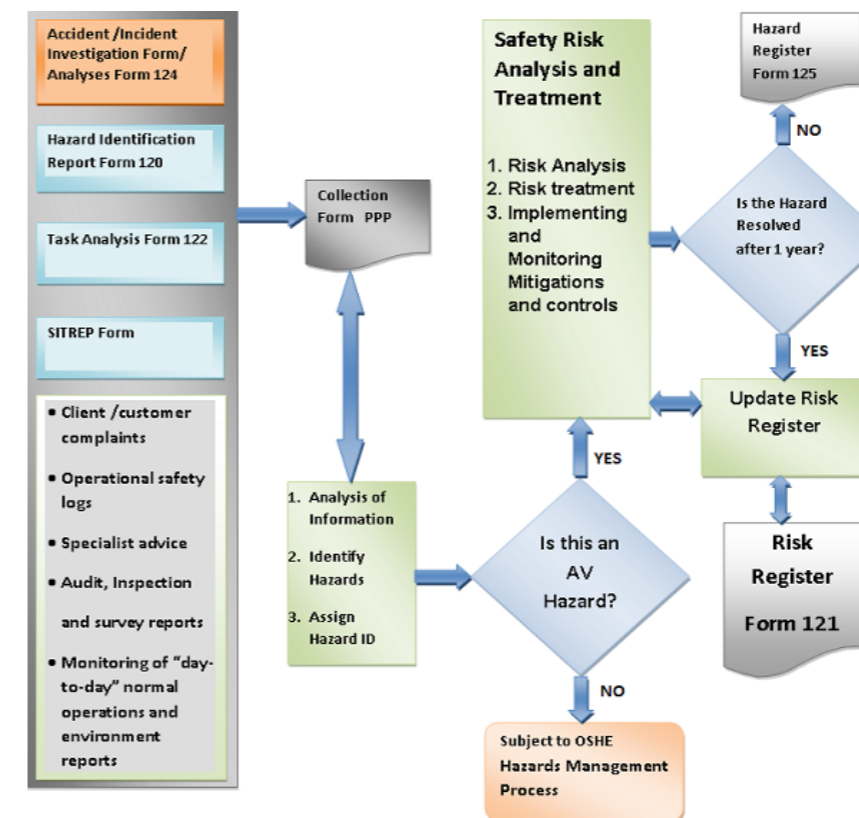 Accident /Incident
Investigation Form/
Analyses Form 124
Hazard Identification
Report Form 120
Task Analysis Form 122
SITREP Form
• Client /customer
complaints
• Operational safety
logs
• Specialist advice
• Audit, Inspection
and survey reports
• Monitoring of "day-
to-day" normal
operations and
environment
reports
Collection
Form PPP
1. Analysis of
Information
2. Identify
Hazards
3. Assign
Hazard ID
Safety Risk
Analysis and
Treatment
1. Risk Analysis
2. Risk treatment
3. Implementing
and
Monitoring
Mitigations
and controls
YES
Is this an
AV
Hazard?
NO
Subject to OSHE
Hazards Management
Process
Hazard
Register
Form 125
NO
Is the Hazard
Resolved
after 1 year?
YES
Update Risk
Register
Risk
Register
Form 121